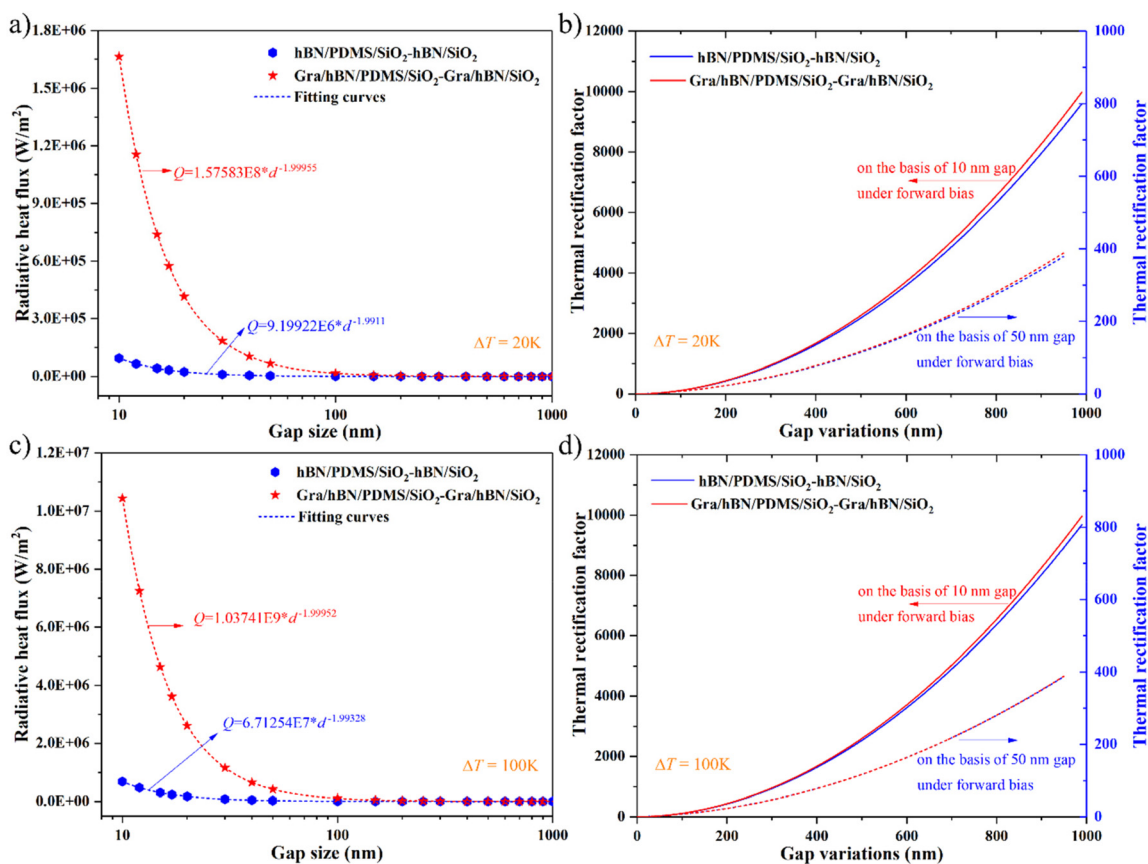 a)
Radiative heat flux (W/m²)
1.8E+06
1.5E+06
1.2E+06
9.0E+05
6.0E+05
3.0E+05
0.0E+00
hBN/PDMS/SiO₂-hBN/SiO₂
Gra/hBN/PDMS/SiO₂-Gra/hBN/SiO₂
Fitting curves
Q=1.57583E8*d⁻¹·⁹⁹⁹⁵⁵
Q=9.19922E6*d⁻¹·⁹⁹¹¹
ΔT = 20K
10 100 1000
Gap size (nm)
b)
Thermal rectification factor
12000
10000
8000
6000
4000
2000
0
hBN/PDMS/SiO₂-hBN/SiO₂
Gra/hBN/PDMS/SiO₂-Gra/hBN/SiO₂
on the basis of 10 nm gap
under forward bias
on the basis of 50 nm gap
under forward bias
ΔT = 20K
0 200 400 600 800 1000
Gap variations (nm)
1000
800
600
400
200
0
Thermal rectification factor
c)
Radiative heat flux (W/m²)
1.2E+07
1.0E+07
8.0E+06
6.0E+06
4.0E+06
2.0E+06
0.0E+00
hBN/PDMS/SiO₂-hBN/SiO₂
Gra/hBN/PDMS/SiO₂-Gra/hBN/SiO₂
Fitting curves
Q=1.03741E9*d⁻¹·⁹⁹⁹⁵²
Q=6.71254E7*d⁻¹·⁹⁹³²⁸
ΔT = 100K
10 100 1000
Gap size (nm)
d)
Thermal rectification factor
12000
10000
8000
6000
4000
2000
0
hBN/PDMS/SiO₂-hBN/SiO₂
Gra/hBN/PDMS/SiO₂-Gra/hBN/SiO₂
on the basis of 10 nm gap
under forward bias
on the basis of 50 nm gap
under forward bias
ΔT = 100K
0 200 400 600 800 1000
Gap variations (nm)
1000
800
600
400
200
0
Thermal rectification factor